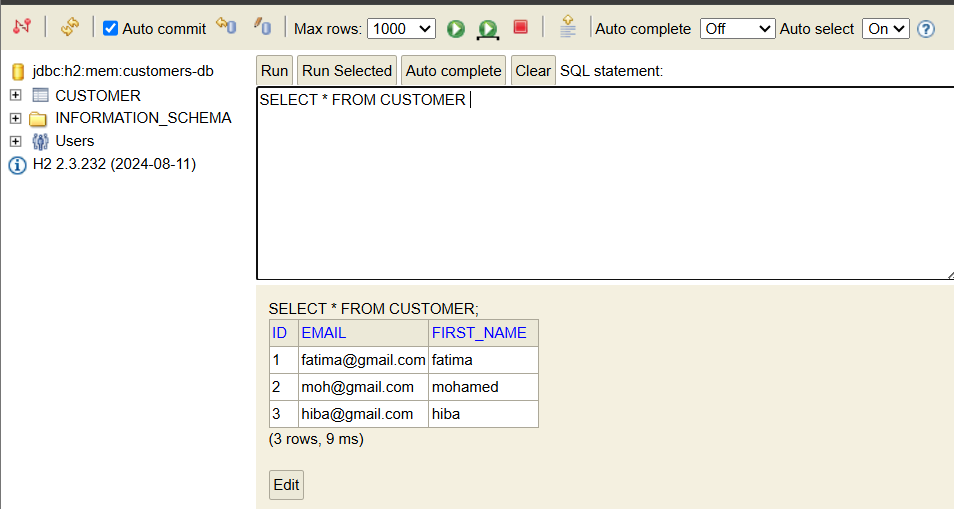 Auto commit Max rows: 1000 Auto complete Off Auto select On
jdbc:h2:mem:customers-db
CUSTOMER
INFORMATION_SCHEMA
Users
H2 2.3.232 (2024-08-11)
Run Run Selected Auto complete Clear SQL statement:
SELECT * FROM CUSTOMER
SELECT * FROM CUSTOMER;
ID EMAIL FIRST_NAME
1 fatima@gmail.com fatima
2 moh@gmail.com mohamed
3 hiba@gmail.com hiba
(3 rows, 9 ms)
Edit